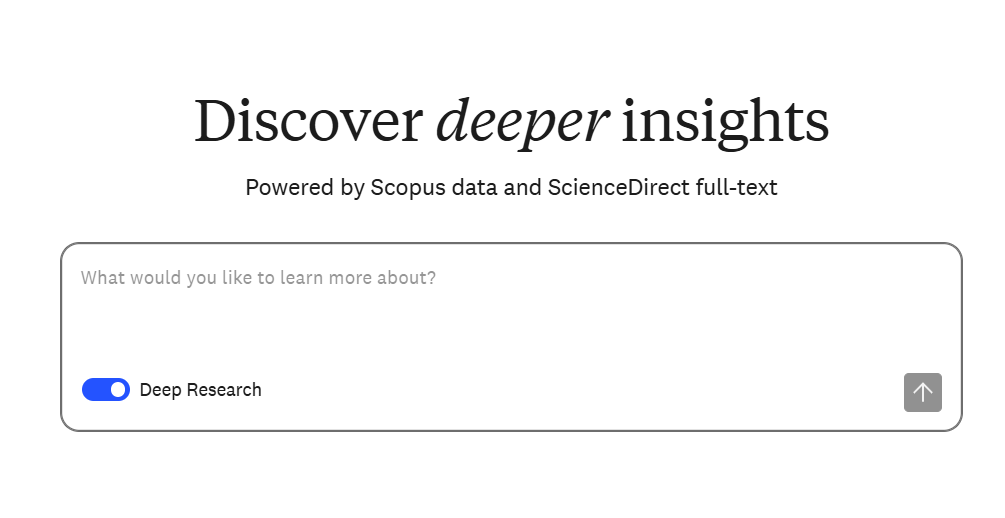 Discover deeper insights
Powered by Scopus data and ScienceDirect full-text
What would you like to learn more about?
Deep Research